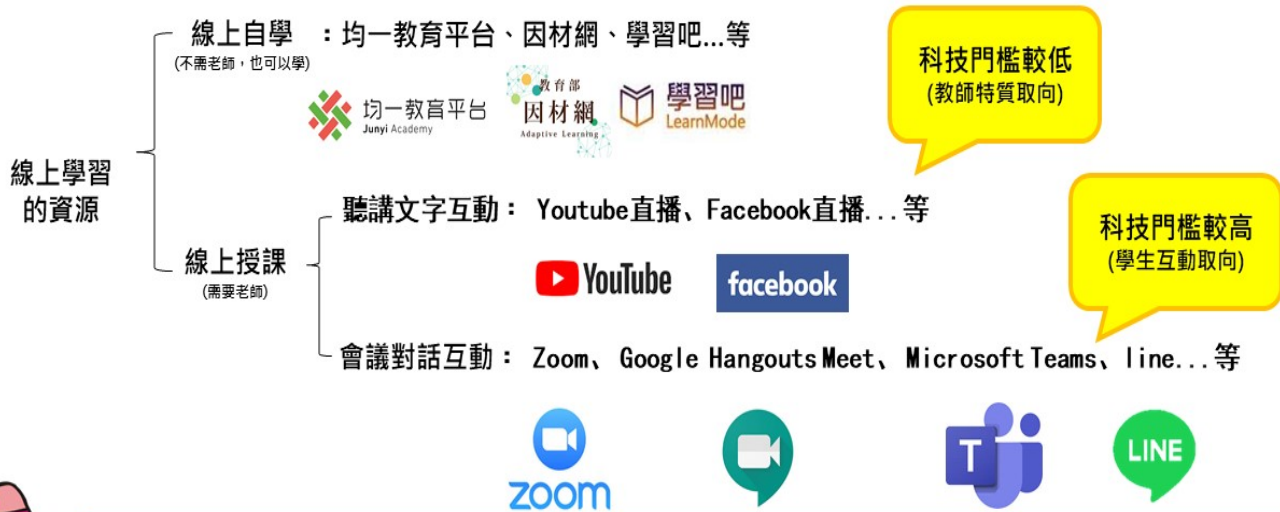 線上學習
的資源
線上自學 ：均一教育平台、因材網、學習吧...等
(不需老師，也可以學)
均一教育平台
Junyi Academy
教育部
因材網
Adaptive Learning
學習吧
LearnMode
科技門檻較低
(教師特質取向)
線上授課
(需要老師)
聽講文字互動： Youtube直播、Facebook直播...等
YouTube
facebook
科技門檻較高
(學生互動取向)
會議對話互動： Zoom、Google Hangouts Meet、Microsoft Teams、line...等
zoom
T
LINE